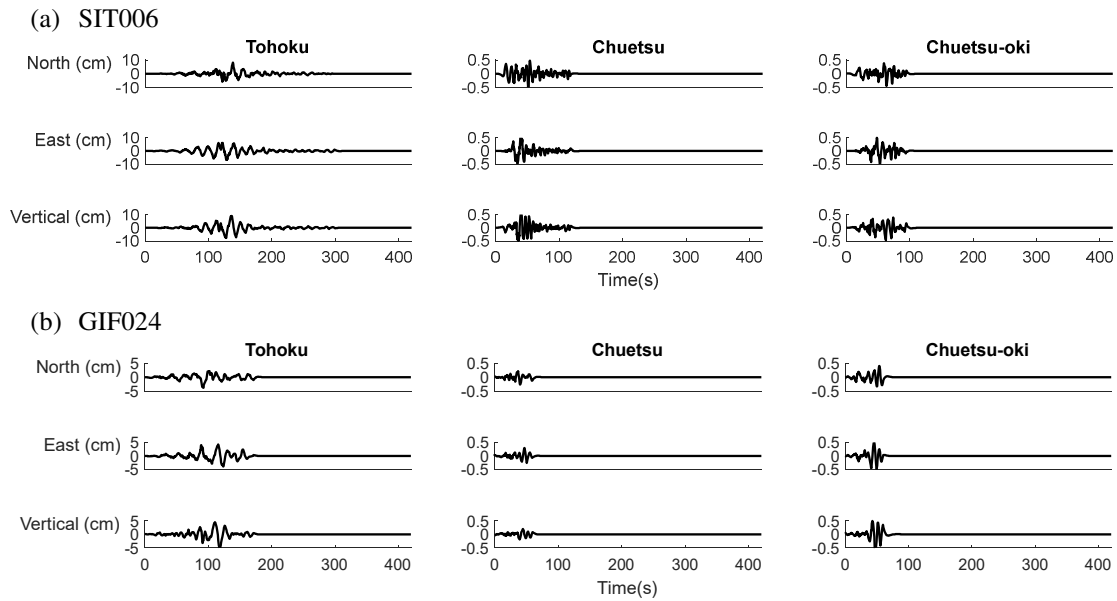 (a) SIT006
Tohoku Chuetsu Chuetsu-oki
North (cm) 10 0 -10 0.5 0 -0.5 0.5 0 -0.5
East (cm) 10 0 -10 0.5 0 -0.5 0.5 0 -0.5
Vertical (cm) 10 0 -10 0.5 0 -0.5 0.5 0 -0.5
0 100 200 300 400 0 100 200 300 400 0 100 200 300 400
Time(s)
(b) GIF024
Tohoku Chuetsu Chuetsu-oki
North (cm) 5 0 -5 0.5 0 -0.5 0.5 0 -0.5
East (cm) 5 0 -5 0.5 0 -0.5 0.5 0 -0.5
Vertical (cm) 5 0 -5 0.5 0 -0.5 0.5 0 -0.5
0 100 200 300 400 0 100 200 300 400 0 100 200 300 400
Time(s)